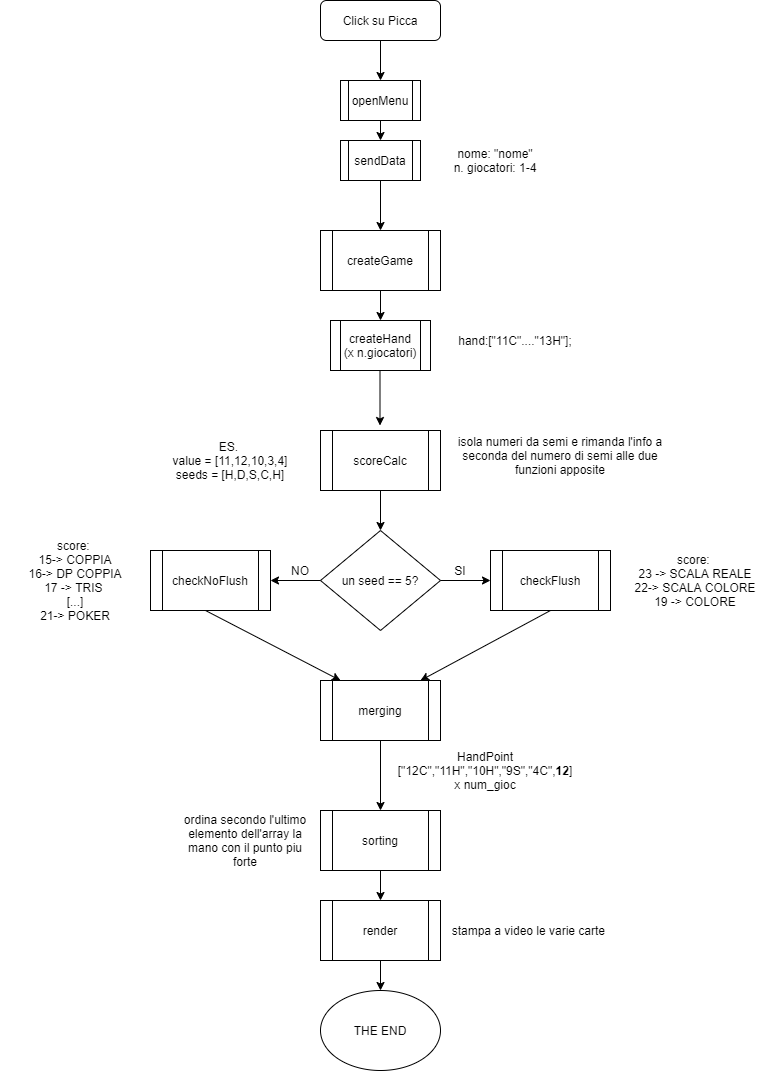 Click su Picca
openMenu
sendData
nome: "nome"
n. giocatori: 1-4
createGame
createHand
(x n.giocatori)
hand:["11C"...."13H"];
ES.
value = [11,12,10,3,4]
seeds = [H,D,S,C,H]
scoreCalc
isola numeri da semi e rimanda l'info a
seconda del numero di semi alle due
funzioni apposite
score:
15-> COPPIA
16-> DP COPPIA
17 -> TRIS
[...]
21-> POKER
checkNoFlush
NO
un seed == 5?
SI
checkFlush
score:
23 -> SCALA REALE
22-> SCALA COLORE
19 -> COLORE
merging
HandPoint
["12C","11H","10H","9S","4C",12]
x num_gioc
ordina secondo l'ultimo
elemento dell'array la
mano con il punto piu
forte
sorting
render
stampa a video le varie carte
THE END